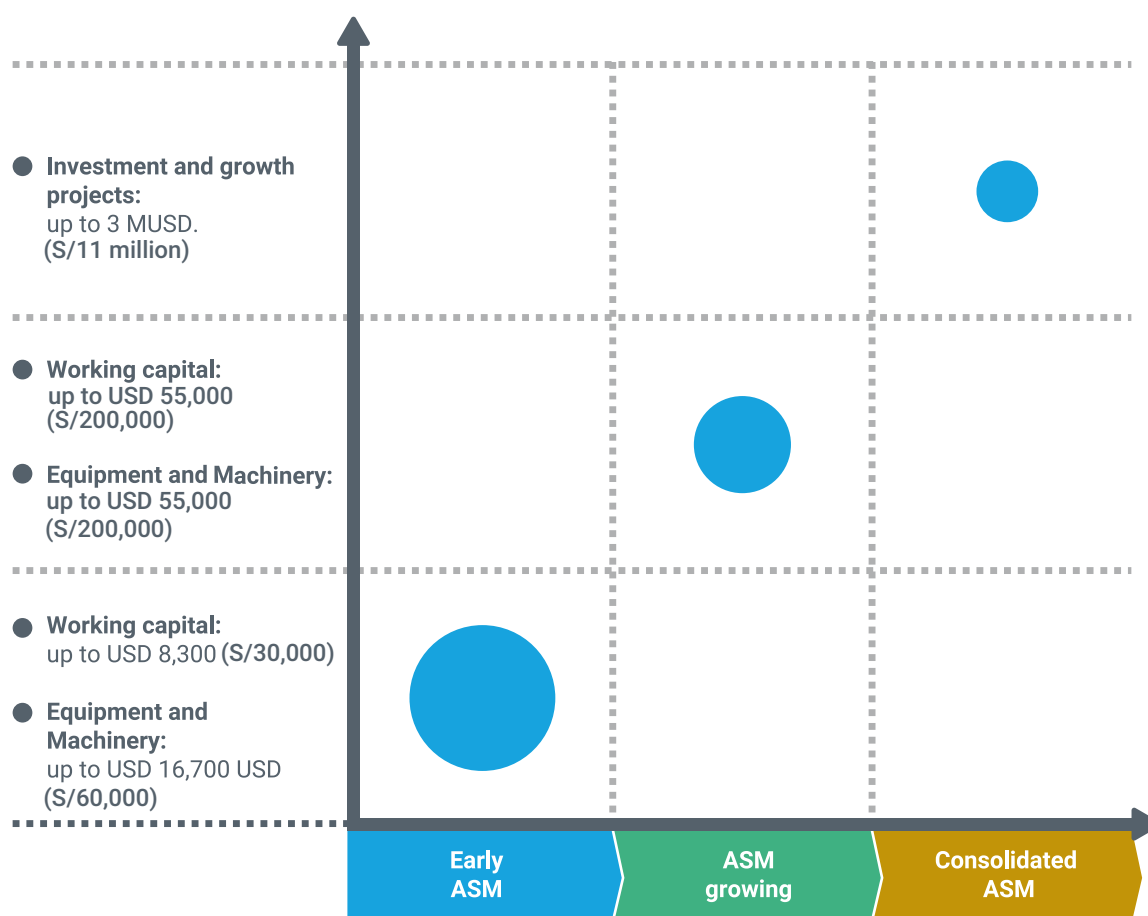 Investment and growth
projects:
up to 3 MUSD.
(S/11 million)
Working capital:
up to USD 55,000
(S/200,000)
Equipment and Machinery:
up to USD 55,000
(S/200,000)
Working capital:
up to USD 8,300 (S/30,000)
Equipment and
Machinery:
up to USD 16,700 USD
(S/60,000)
Early
ASM
ASM
growing
Consolidated
ASM